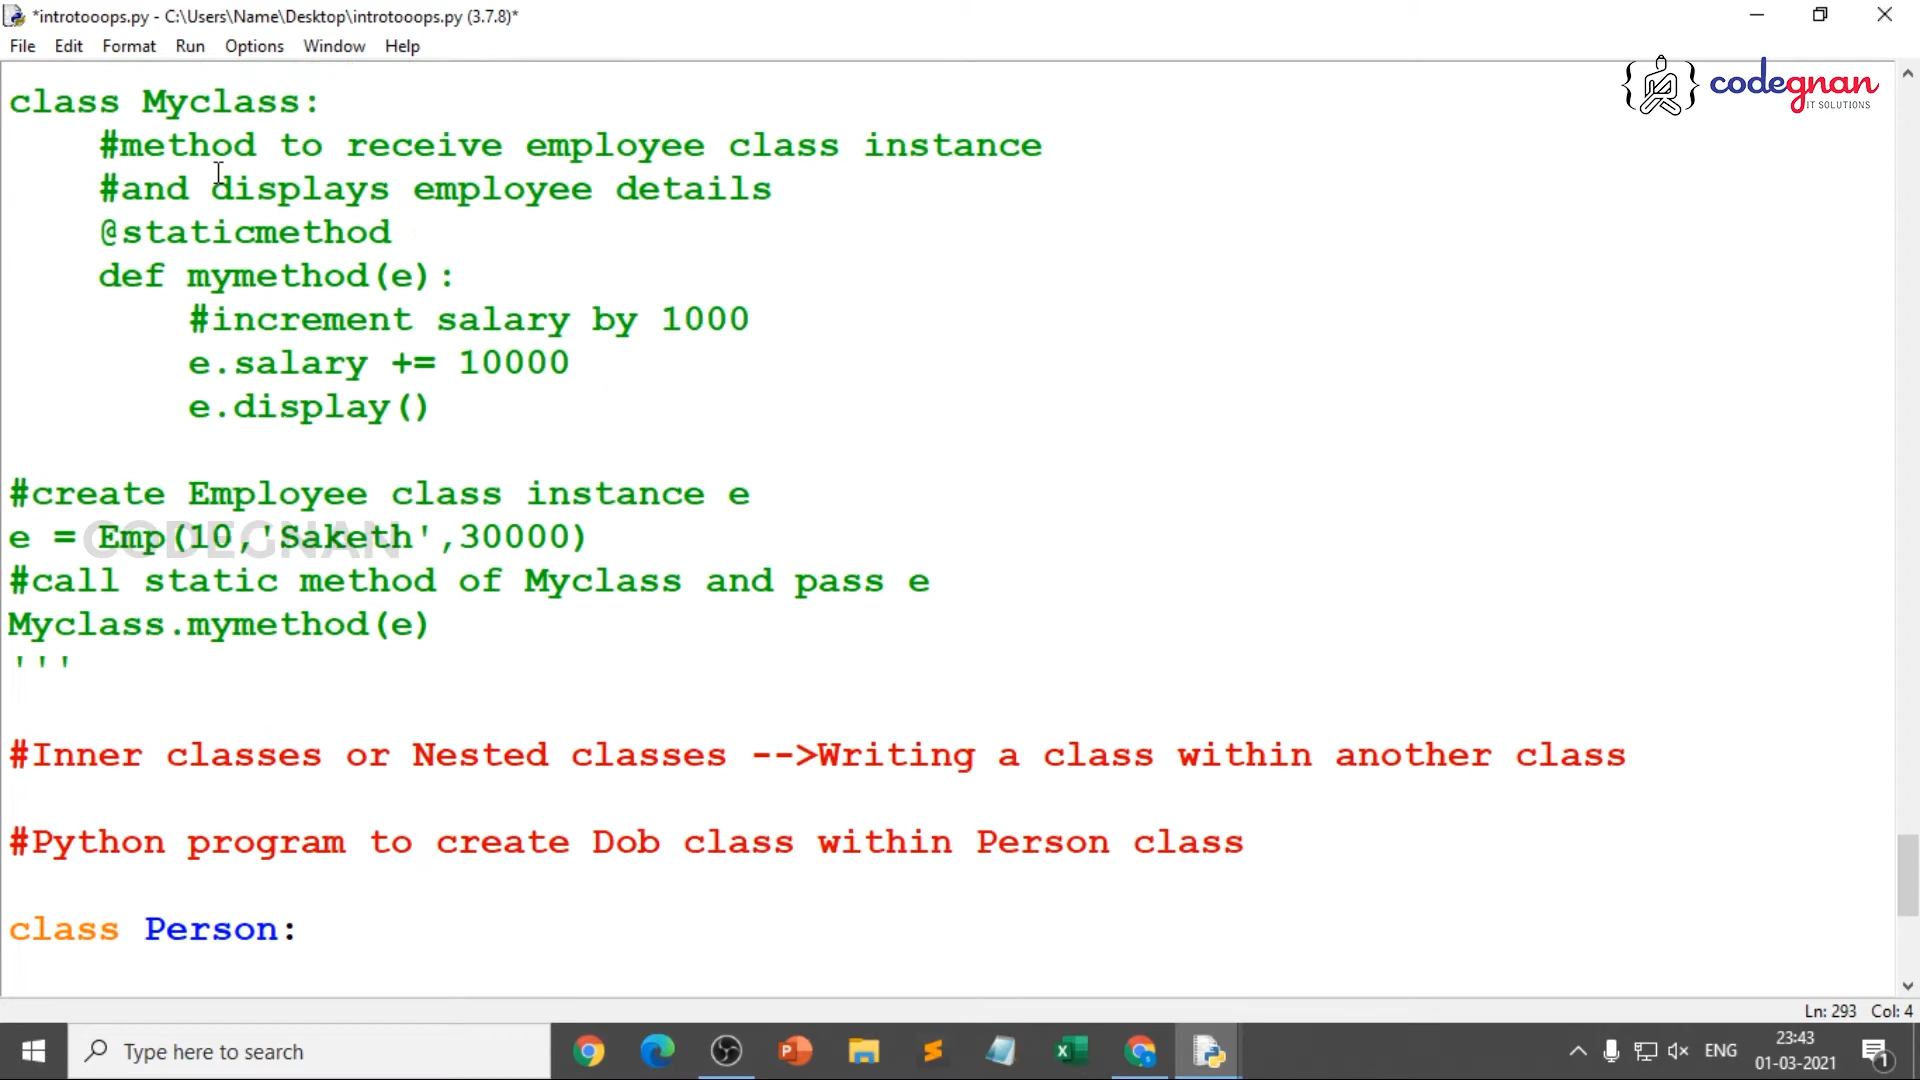 *introtooops.py - C:\Users\Name\Desktop\introtooops.py (3.7.8)*
File Edit Format Run Options Window Help
{ } codegnan
IT SOLUTIONS
class Myclass:
    #method to receive employee class instance
    #and displays employee details
    @staticmethod
    def mymethod(e):
        #increment salary by 1000
        e.salary += 10000
        e.display()
#create Employee class instance e
e = Emp(10,'Saketh',30000)
CODEGNAN
#call static method of Myclass and pass e
Myclass.mymethod(e)
'''
#Inner classes or Nested classes -->Writing a class within another class
#Python program to create Dob class within Person class
class Person:
Ln: 293 Col: 4
Type here to search
ENG
23:43
01-03-2021
1